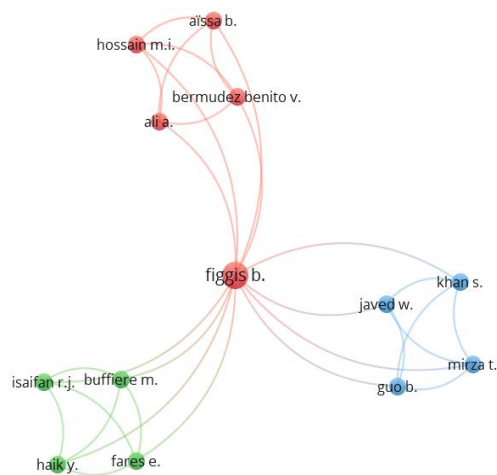 aïssa b.
hossain m.i.
bermudez benito v.
ali a.
figgis b.
khan s.
javed w.
mirza t.
guo b.
isaifan r.j.
buffiere m.
haik y.
fares e.